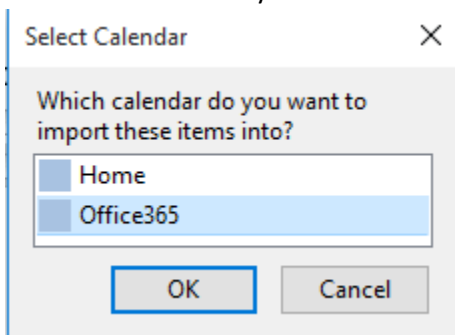 Select Calendar
Which calendar do you want to
import these items into?
Home
Office365
OK
Cancel